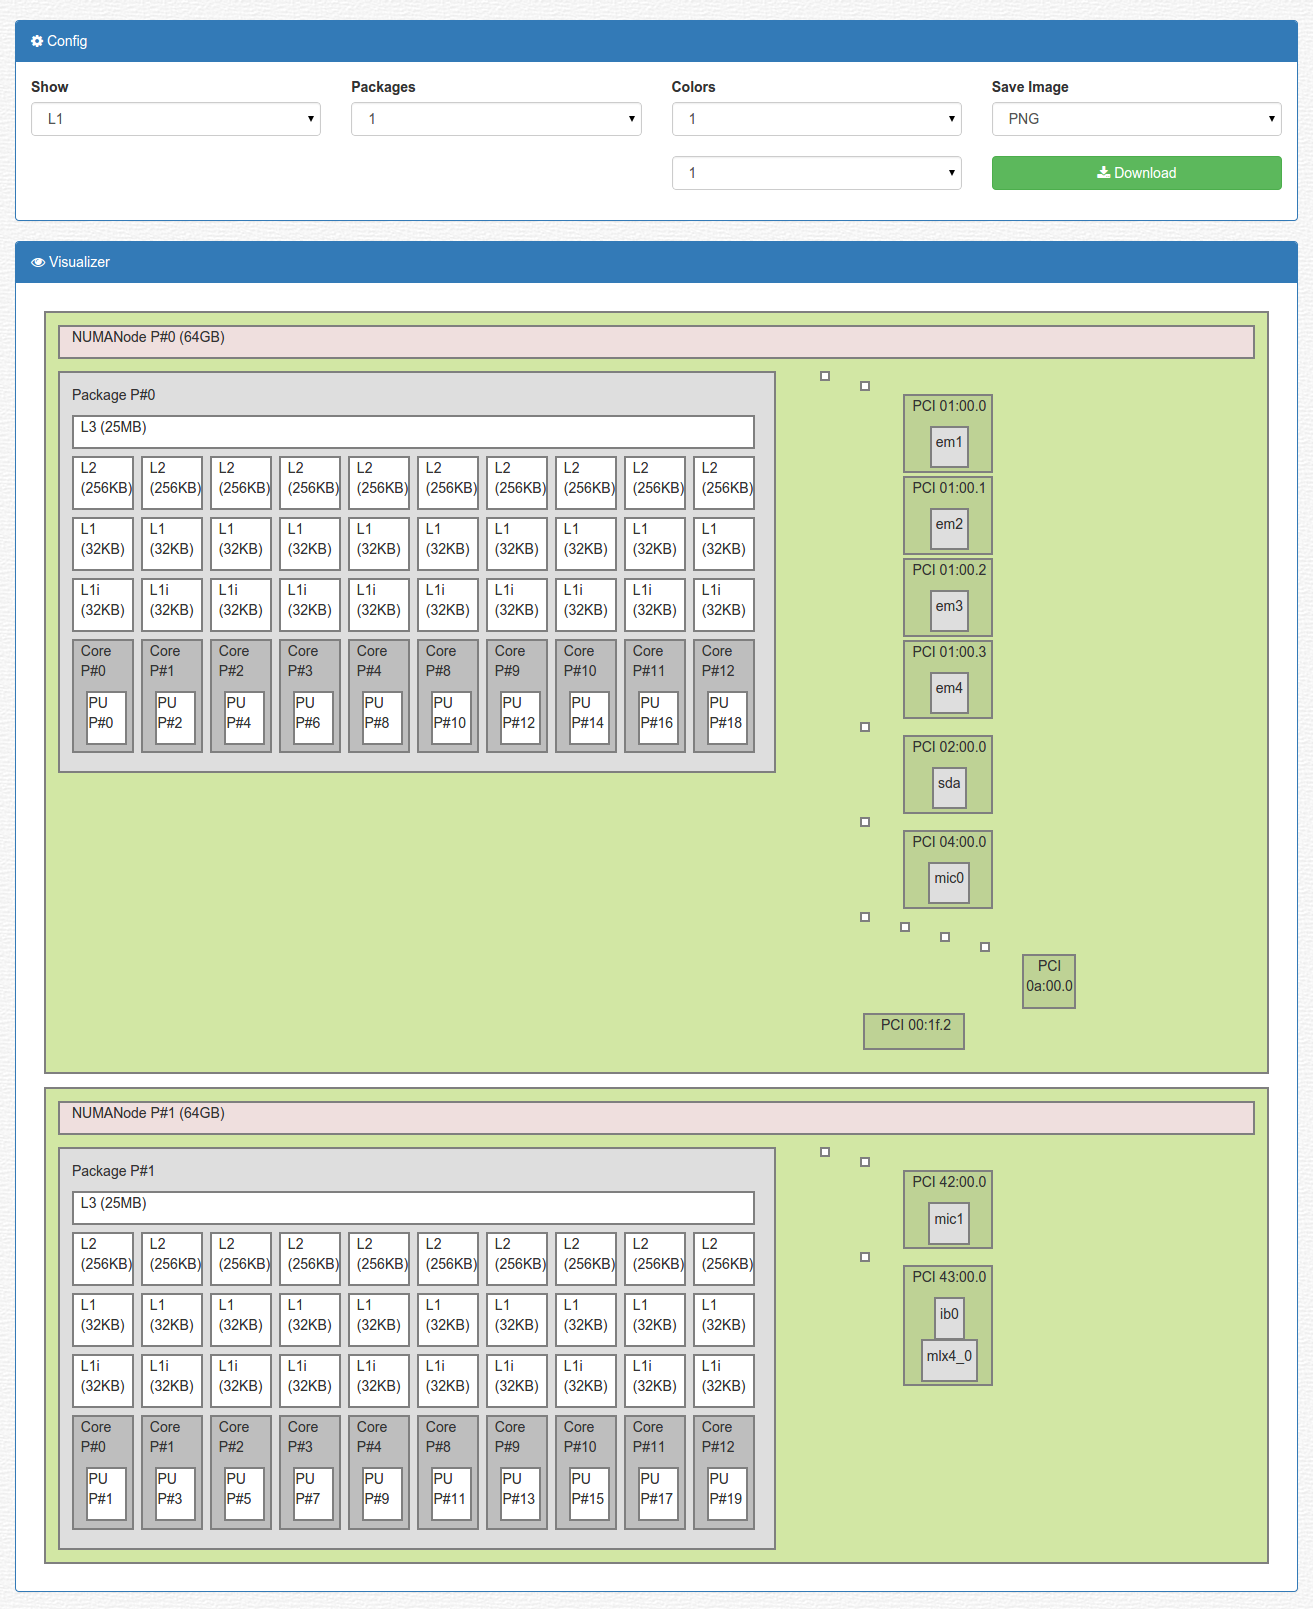 Config
Show Packages Colors Save Image
L1 1 1 PNG
1 Download
Visualizer
NUMANode P#0 (64GB)
Package P#0
L3 (25MB)
L2 L2 L2 L2 L2 L2 L2 L2 L2 L2
(256KB) (256KB) (256KB) (256KB) (256KB) (256KB) (256KB) (256KB) (256KB) (256KB)
L1 L1 L1 L1 L1 L1 L1 L1 L1 L1
(32KB) (32KB) (32KB) (32KB) (32KB) (32KB) (32KB) (32KB) (32KB) (32KB)
L1i L1i L1i L1i L1i L1i L1i L1i L1i L1i
(32KB) (32KB) (32KB) (32KB) (32KB) (32KB) (32KB) (32KB) (32KB) (32KB)
Core Core Core Core Core Core Core Core Core Core
P#0 P#1 P#2 P#3 P#4 P#8 P#9 P#10 P#11 P#12
PU PU PU PU PU PU PU PU PU PU
P#0 P#2 P#4 P#6 P#8 P#10 P#12 P#14 P#16 P#18
PCI 01:00.0
em1
PCI 01:00.1
em2
PCI 01:00.2
em3
PCI 01:00.3
em4
PCI 02:00.0
sda
PCI 04:00.0
mic0
PCI
0a:00.0
PCI 00:1f.2
NUMANode P#1 (64GB)
Package P#1
L3 (25MB)
L2 L2 L2 L2 L2 L2 L2 L2 L2 L2
(256KB) (256KB) (256KB) (256KB) (256KB) (256KB) (256KB) (256KB) (256KB) (256KB)
L1 L1 L1 L1 L1 L1 L1 L1 L1 L1
(32KB) (32KB) (32KB) (32KB) (32KB) (32KB) (32KB) (32KB) (32KB) (32KB)
L1i L1i L1i L1i L1i L1i L1i L1i L1i L1i
(32KB) (32KB) (32KB) (32KB) (32KB) (32KB) (32KB) (32KB) (32KB) (32KB)
Core Core Core Core Core Core Core Core Core Core
P#0 P#1 P#2 P#3 P#4 P#8 P#9 P#10 P#11 P#12
PU PU PU PU PU PU PU PU PU PU
P#1 P#3 P#5 P#7 P#9 P#11 P#13 P#15 P#17 P#19
PCI 42:00.0
mic1
PCI 43:00.0
ib0
mlx4_0